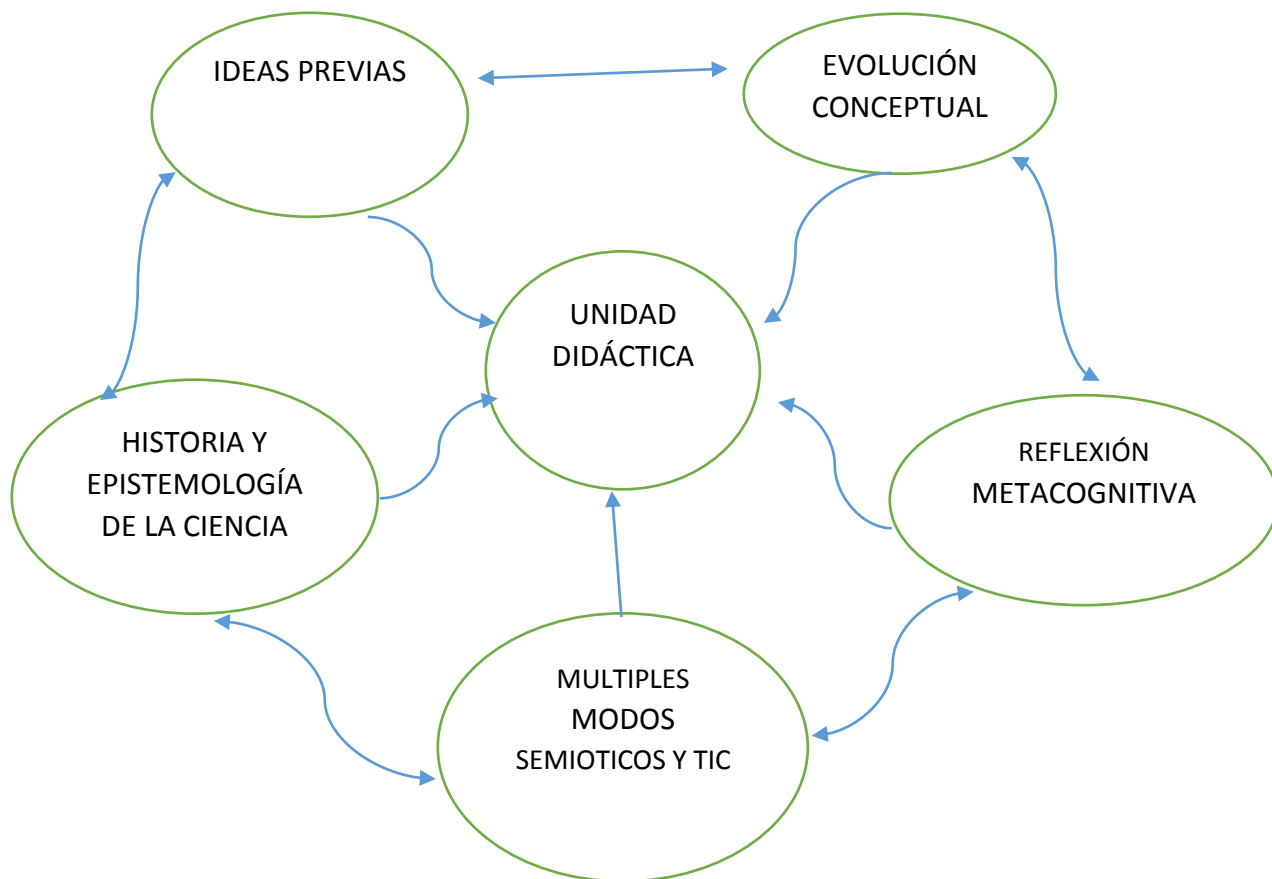 IDEAS PREVIAS
EVOLUCIÓN
CONCEPTUAL
UNIDAD
DIDÁCTICA
HISTORIA Y
EPISTEMOLOGÍA
DE LA CIENCIA
REFLEXIÓN
METACOGNITIVA
MULTIPLES
MODOS
SEMIOTICOS Y TIC